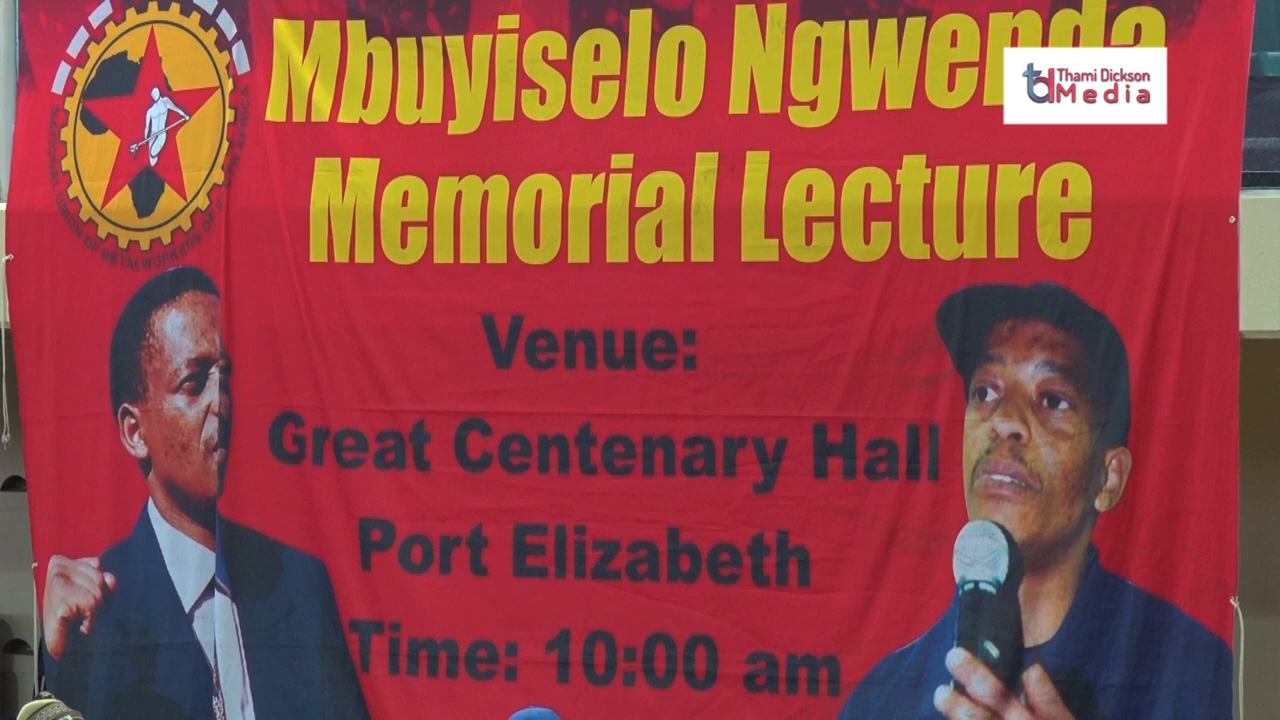 Mbuyiselo Ngwenda
Thami Dickson
Media
Memorial Lecture
Venue:
Great Centenary Hall
Port Elizabeth
Time: 10:00 am